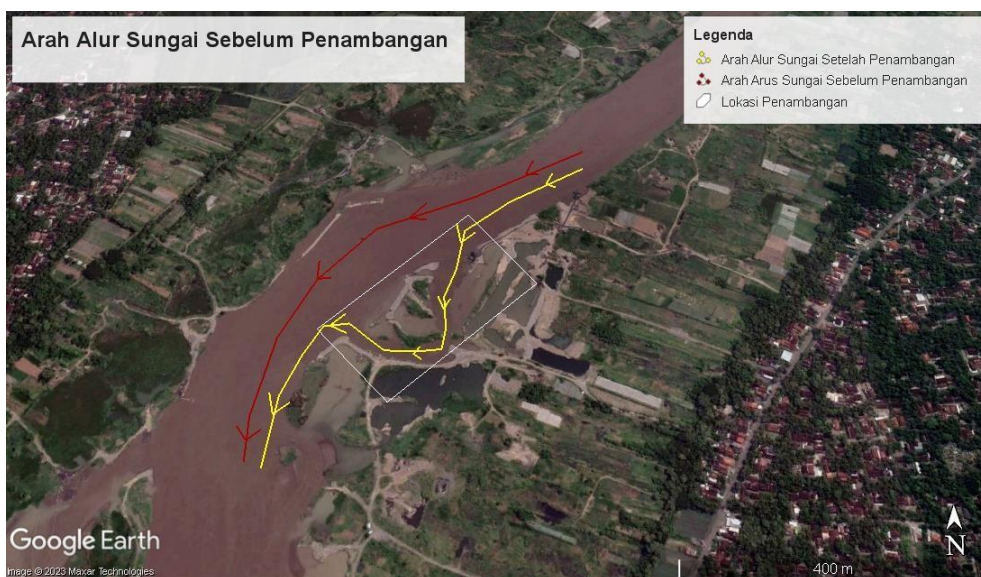 Arah Alur Sungai Sebelum Penambangan
Legenda
Arah Alur Sungai Setelah Penambangan
Arah Arus Sungai Sebelum Penambangan
Lokasi Penambangan
Google Earth
Image © 2023 Maxar Technologies
400 m
N